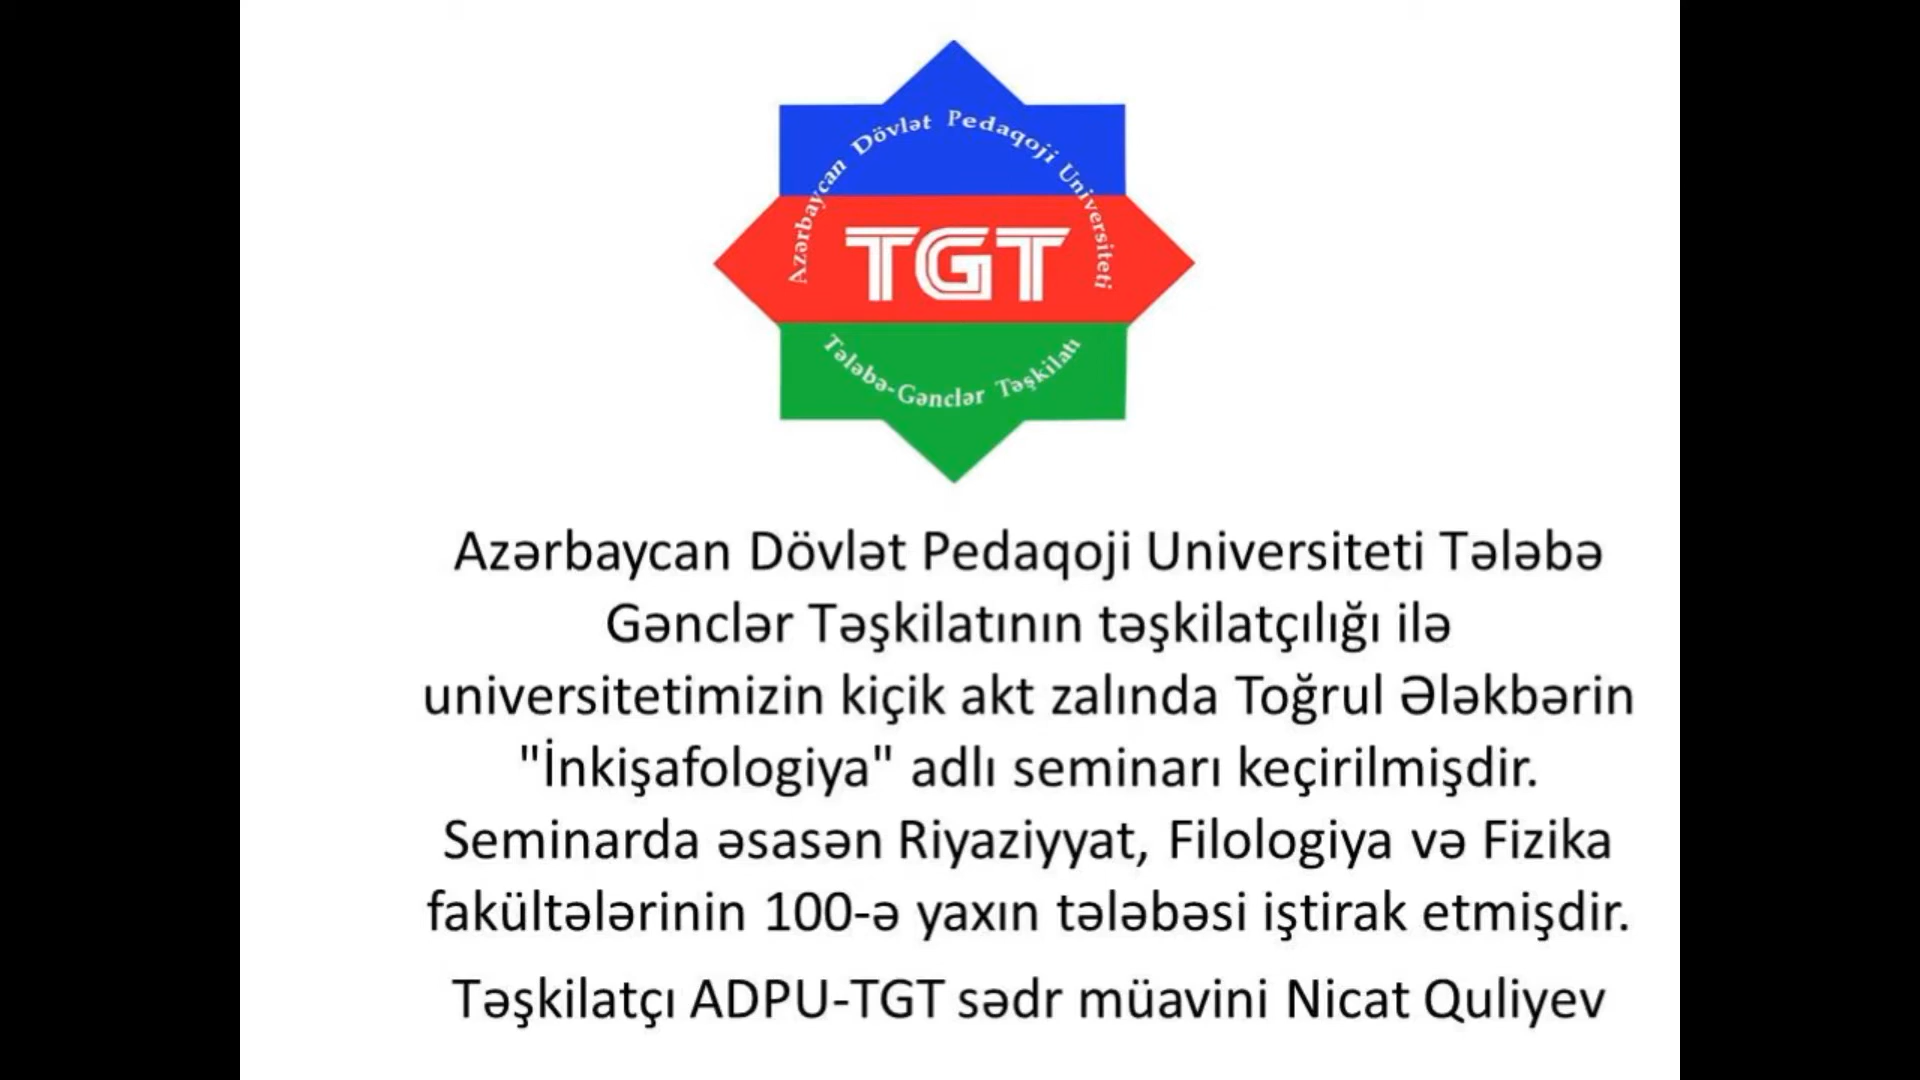 Azərbaycan Dövlət Pedaqoji Universiteti
TGT
Tələbə-Gənclər Təşkilatı
Azərbaycan Dövlət Pedaqoji Universiteti Tələbə
Gənclər Təşkilatının təşkilatçılığı ilə
universitetimizin kiçik akt zalında Toğrul Ələkbərin
"İnkişafologiya" adlı seminarı keçirilmişdir.
Seminarda əsasən Riyaziyyat, Filologiya və Fizika
fakültələrinin 100-ə yaxın tələbəsi iştirak etmişdir.
Təşkilatçı ADPU-TGT sədr müavini Nicat Quliyev